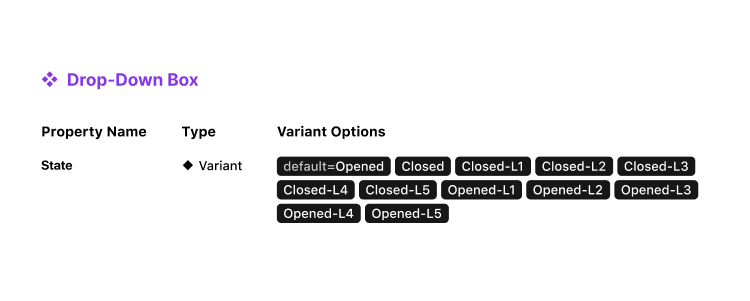 Drop-Down Box
Property Name Type Variant Options
State Variant default=Opened Closed Closed-L1 Closed-L2 Closed-L3
Closed-L4 Closed-L5 Opened-L1 Opened-L2 Opened-L3
Opened-L4 Opened-L5